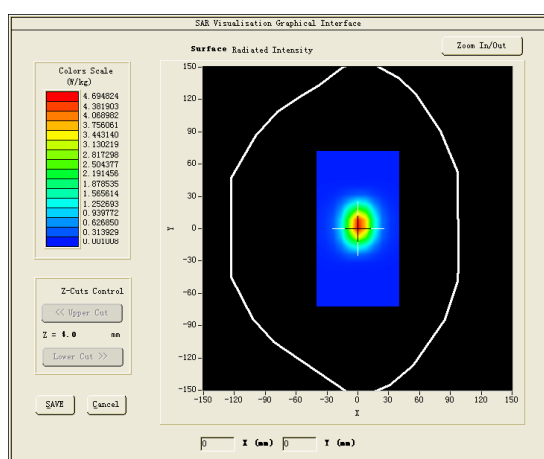 SAR Visualisation Graphical Interface
Surface Radiated Intensity
Zoom In/Out
Colors Scale
(W/kg)
4.694824
4.381903
4.068982
3.756061
3.443140
3.130219
2.817298
2.504377
2.191456
1.878535
1.565614
1.252693
0.939772
0.626850
0.313929
0.001008
Z-Cuts Control
<< Upper Cut
Z = 4.0 mm
Lower Cut >>
SAVE
Cancel
150
120
90
60
30
0
-30
-60
-90
-120
-150
Y
-150 -120 -90 -60 -30 0 30 60 90 120 150
X
0 X (mm) 0 Y (mm)